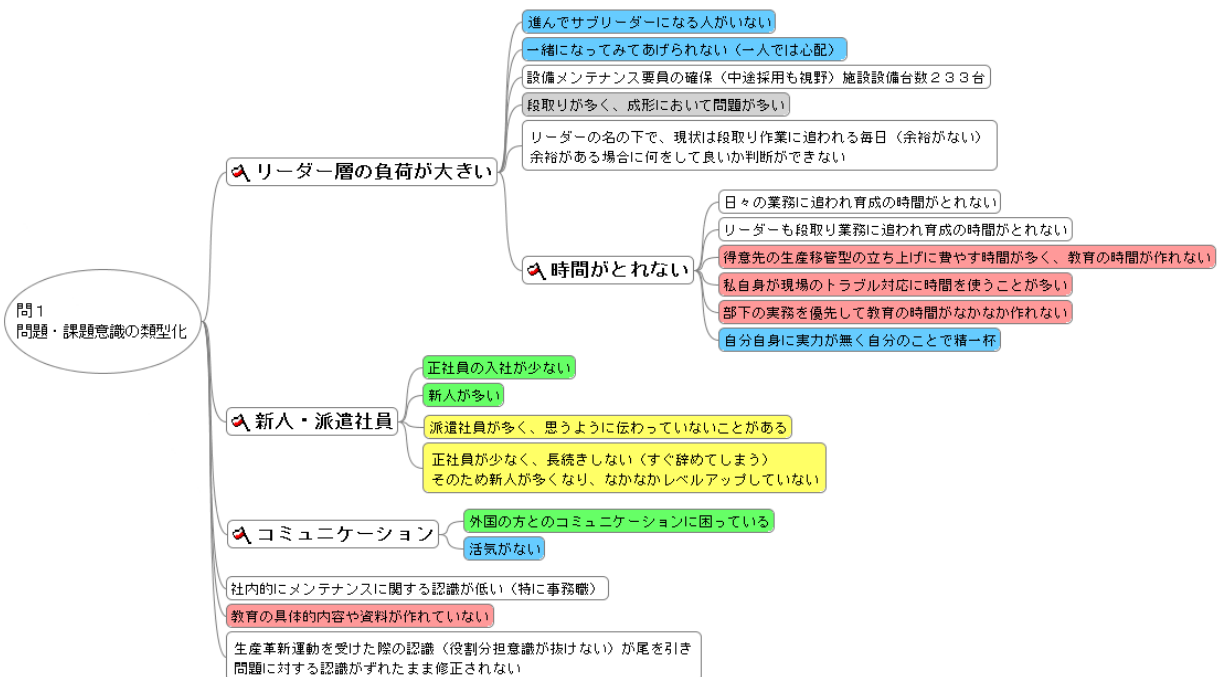 問１
問題・課題意識の類型化
リーダー層の負荷が大きい
進んでサブリーダーになる人がいない
一緒になってみてあげられない（一人では心配）
設備メンテナンス要員の確保（中途採用も視野）施設設備台数２３３台
段取りが多く、成形において問題が多い
リーダーの名の下で、現状は段取り作業に追われる毎日（余裕がない）
余裕がある場合に何をして良いか判断ができない
時間がとれない
日々の業務に追われ育成の時間がとれない
リーダーも段取り業務に追われ育成の時間がとれない
得意先の生産移管型の立ち上げに費やす時間が多く、教育の時間が作れない
私自身が現場のトラブル対応に時間を使うことが多い
部下の実務を優先して教育の時間がなかなか作れない
自分自身に実力が無く自分のことで精一杯
新人・派遣社員
正社員の入社が少ない
新人が多い
派遣社員が多く、思うように伝わっていないことがある
正社員が少なく、長続きしない（すぐ辞めてしまう）
そのため新人が多くなり、なかなかレベルアップしていない
コミュニケーション
外国の方とのコミュニケーションに困っている
活気がない
社内的にメンテナンスに関する認識が低い（特に事務職）
教育の具体的内容や資料が作れていない
生産革新運動を受けた際の認識（役割分担意識が抜けない）が尾を引き
問題に対する認識がずれたまま修正されない